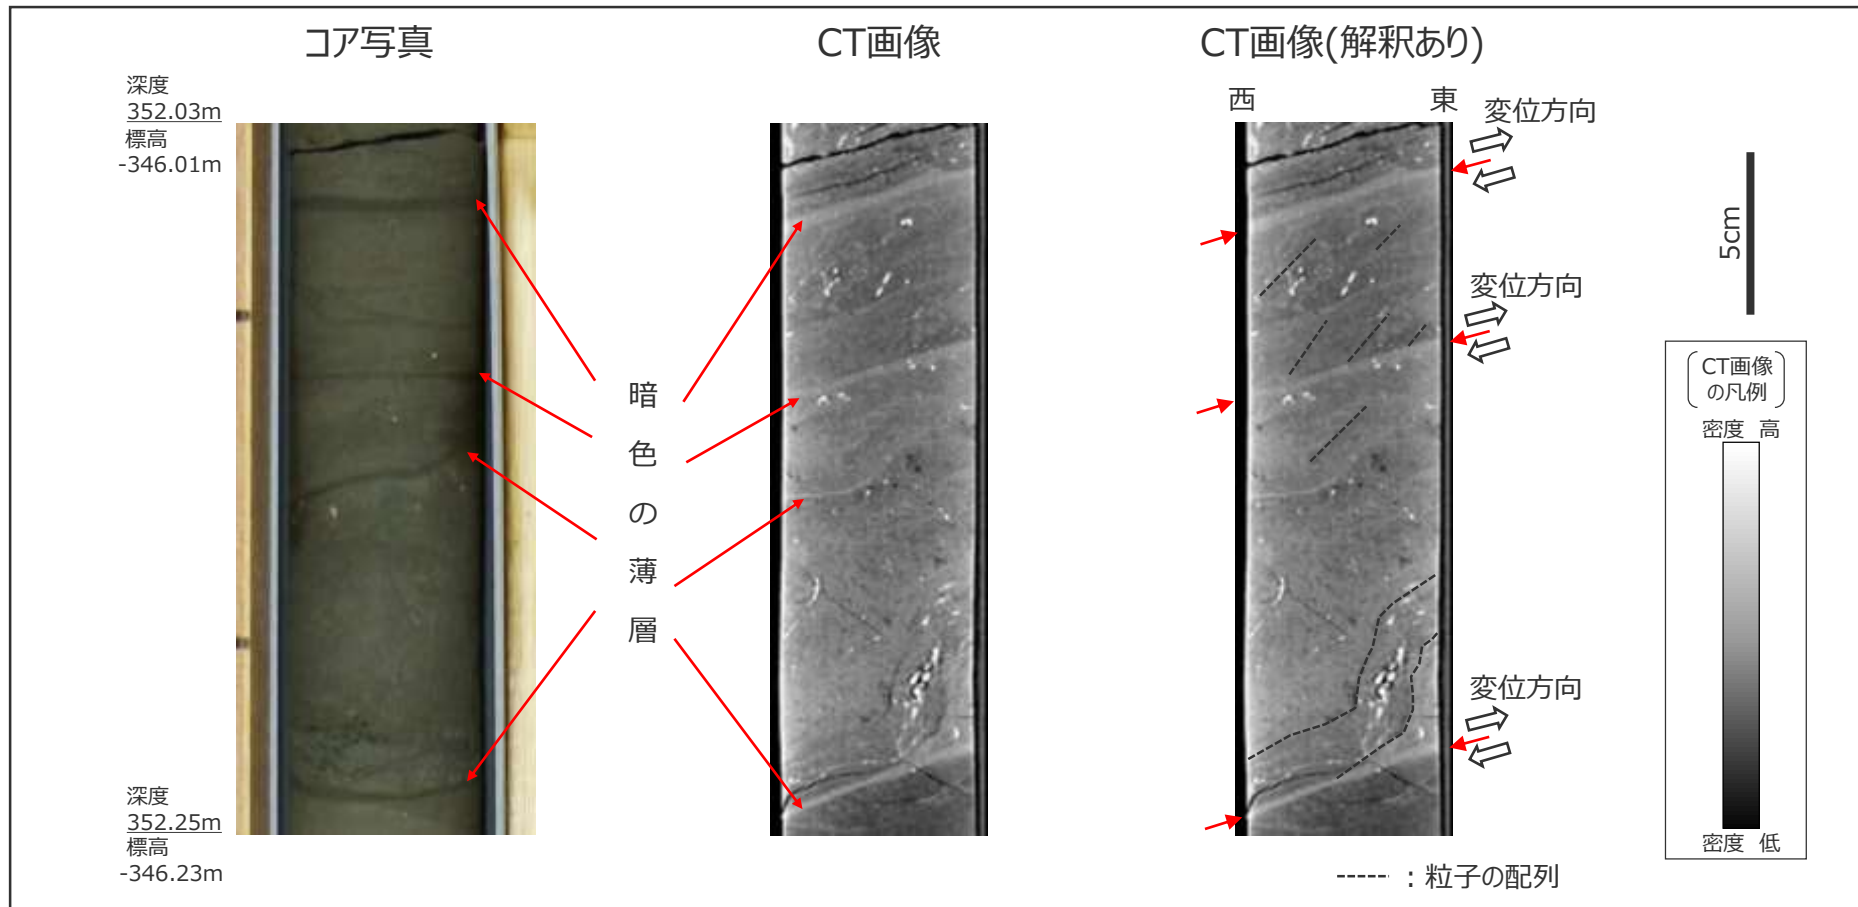 コア写真
CT画像
CT画像(解釈あり)
深度
352.03m
標高
-346.01m
西
東
変位方向
変位方向
変位方向
5cm
暗色の薄層
CT画像
の凡例
密度 高
密度 低
深度
352.25m
標高
-346.23m
------ : 粒子の配列